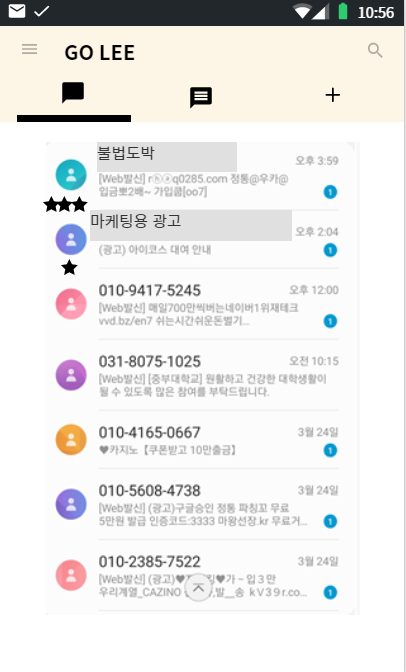 10:56
GO LEE
불법도박
오후 3:59
[Web발신] rⓗⓐq0285.com 정통@우카@
입금뽀2배~ 가입콤[oo7]
1
마케팅용 광고
오후 2:04
(광고) 아이코스 대여 안내
1
010-9417-5245
오후 12:00
[Web발신] 매일700만씩버는네이버1위재테크
vvd.bz/en7 쉬는시간쉬운돈벌기...
1
031-8075-1025
오전 10:15
[Web발신] [중부대학교] 원활하고 건강한 대학생활이
될 수 있도록 많은 참여를 부탁드립니다.
010-4165-0667
3월 24일
♥카지노【쿠폰받고 10만출금】
1
010-5608-4738
3월 24일
[Web발신] (광고)구글승인 정통 파칭꼬 무료
5만원 발급 인증코드:3333 마왕선장.kr 무료거...
1
010-2385-7522
3월 24일
[Web발신] (광고)♥ ♥가 ~ 입 3 만
우리계열_CAZINO ,발__송 ｋV３９r.co...
1